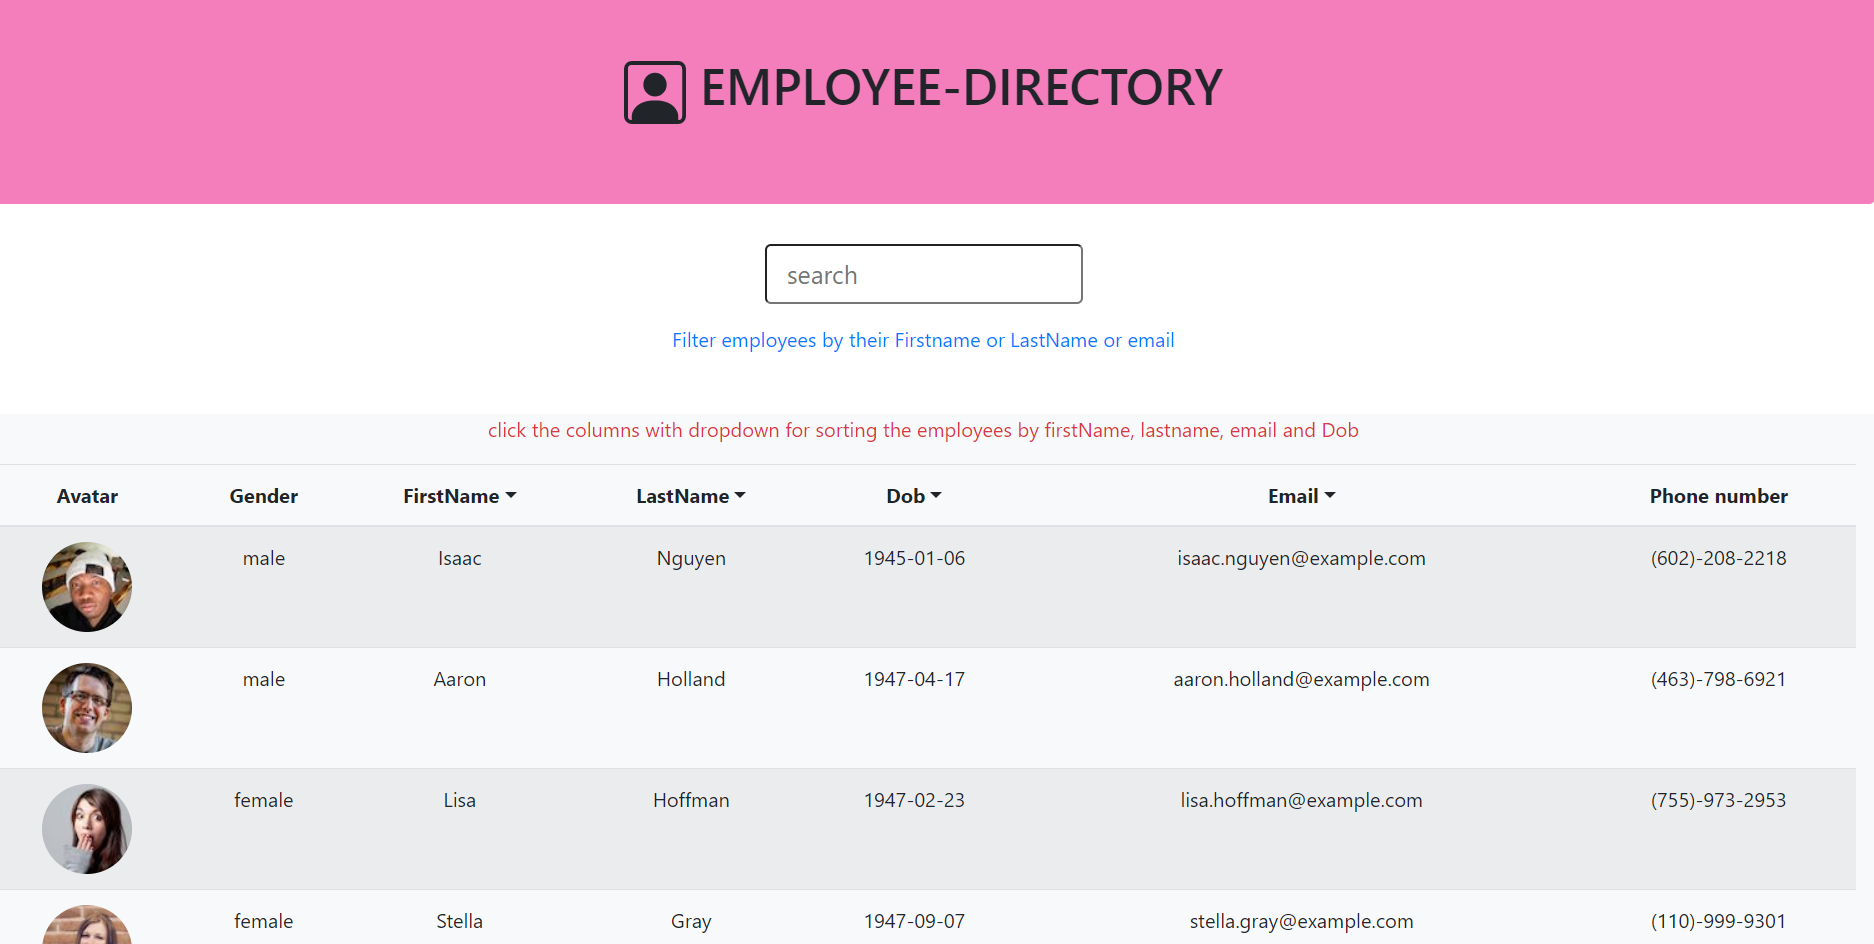 EMPLOYEE-DIRECTORY
search
Filter employees by their Firstname or LastName or email
click the columns with dropdown for sorting the employees by firstName, lastname, email and Dob
Avatar Gender FirstName LastName Dob Email Phone number
male Isaac Nguyen 1945-01-06 isaac.nguyen@example.com (602)-208-2218
male Aaron Holland 1947-04-17 aaron.holland@example.com (463)-798-6921
female Lisa Hoffman 1947-02-23 lisa.hoffman@example.com (755)-973-2953
female Stella Gray 1947-09-07 stella.gray@example.com (110)-999-9301